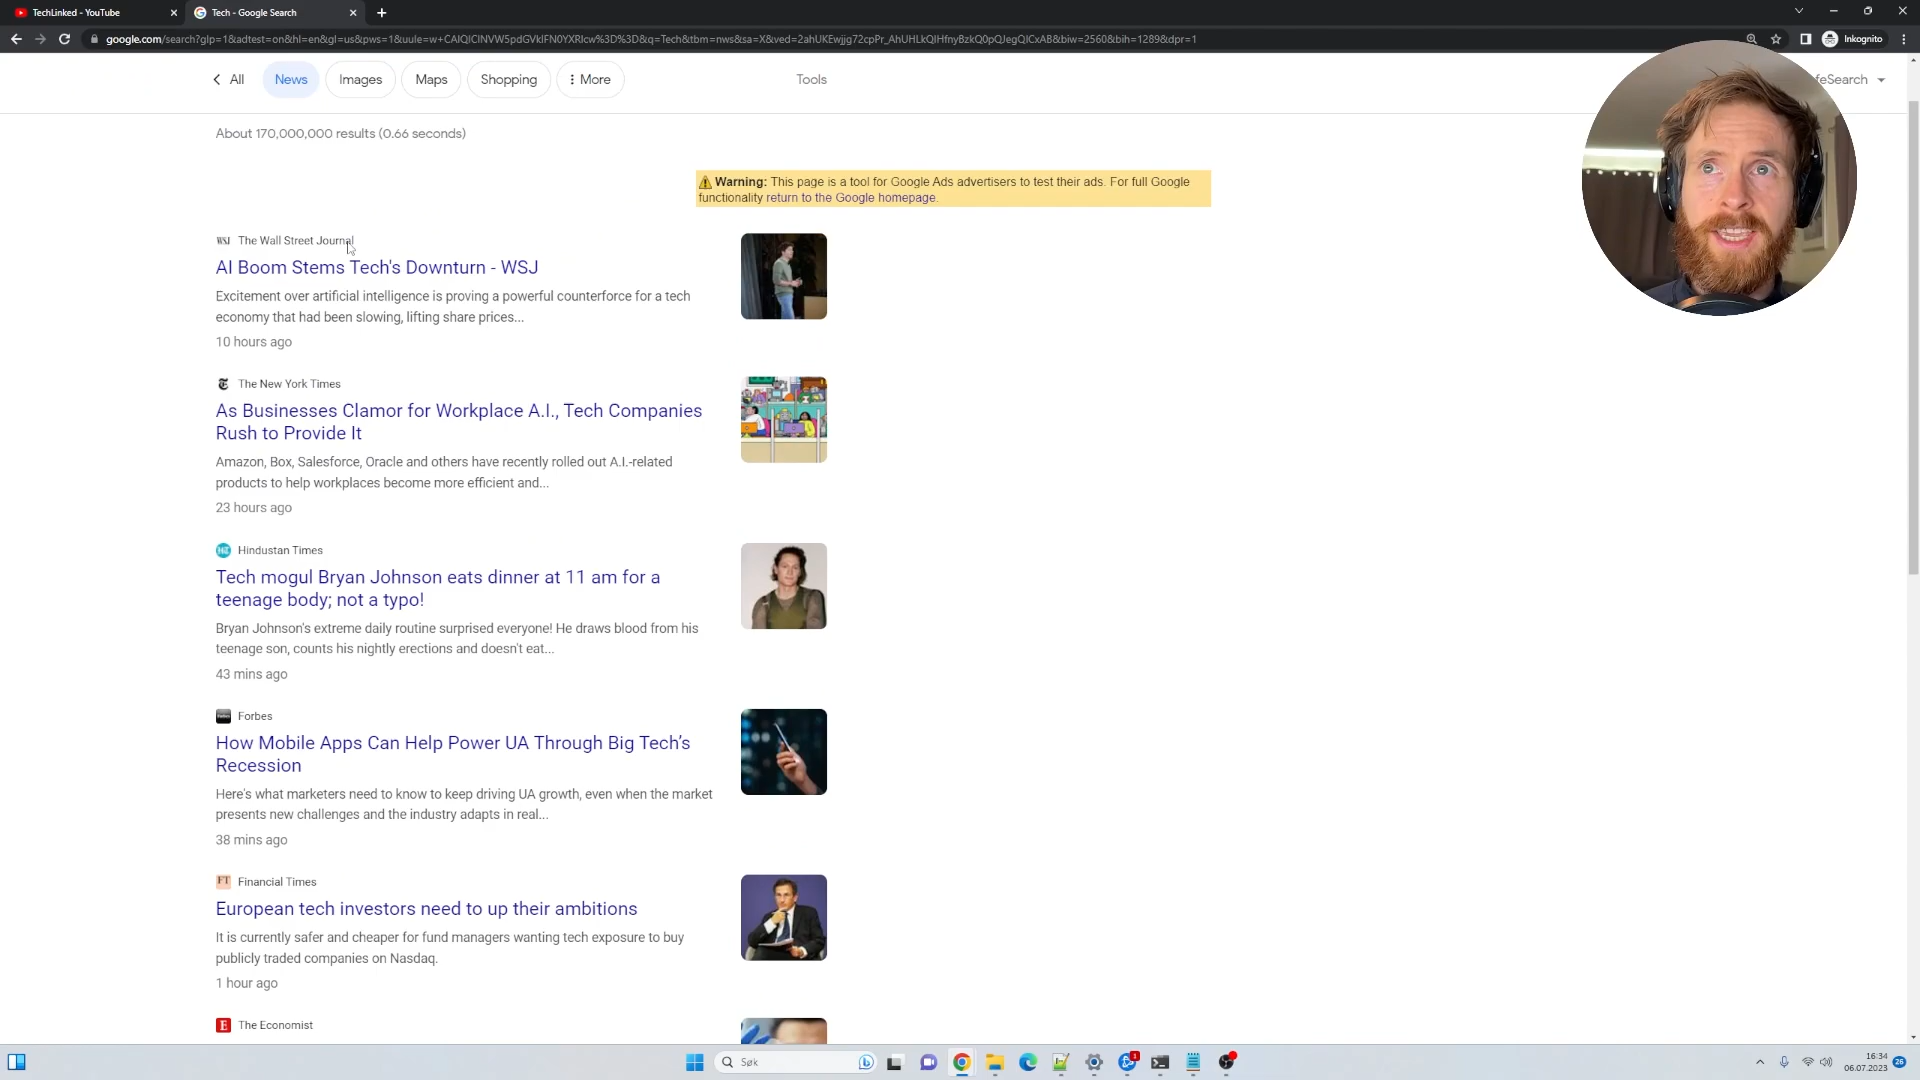 TechLinked - YouTube
Tech - Google Search
google.com/search?glp=1&adtest=on&hl=en&gl=us&pws=1&uule=w+CAIQICINVW5pdGVkIFN0YXRlcw%3D%3D&q=Tech&tbm=nws&sa=X&ved=2ahUKEwjjg72cpPr_AhUHLkQIHfnyBzkQ0pQJegQICxAB&biw=2560&bih=1289&dpr=1
Inkognito
All
News
Images
Maps
Shopping
More
Tools
feSearch
About 170,000,000 results (0.66 seconds)
Warning: This page is a tool for Google Ads advertisers to test their ads. For full Google
functionality return to the Google homepage.
WSJ The Wall Street Journal
AI Boom Stems Tech's Downturn - WSJ
Excitement over artificial intelligence is proving a powerful counterforce for a tech
economy that had been slowing, lifting share prices...
10 hours ago
The New York Times
As Businesses Clamor for Workplace A.I., Tech Companies
Rush to Provide It
Amazon, Box, Salesforce, Oracle and others have recently rolled out A.I.-related
products to help workplaces become more efficient and...
23 hours ago
Hindustan Times
Tech mogul Bryan Johnson eats dinner at 11 am for a
teenage body; not a typo!
Bryan Johnson's extreme daily routine surprised everyone! He draws blood from his
teenage son, counts his nightly erections and doesn't eat...
43 mins ago
Forbes
How Mobile Apps Can Help Power UA Through Big Tech's
Recession
Here's what marketers need to know to keep driving UA growth, even when the market
presents new challenges and the industry adapts in real...
38 mins ago
FT Financial Times
European tech investors need to up their ambitions
It is currently safer and cheaper for fund managers wanting tech exposure to buy
publicly traded companies on Nasdaq.
1 hour ago
E The Economist
Søk
1
16:34
06.07.2023
26